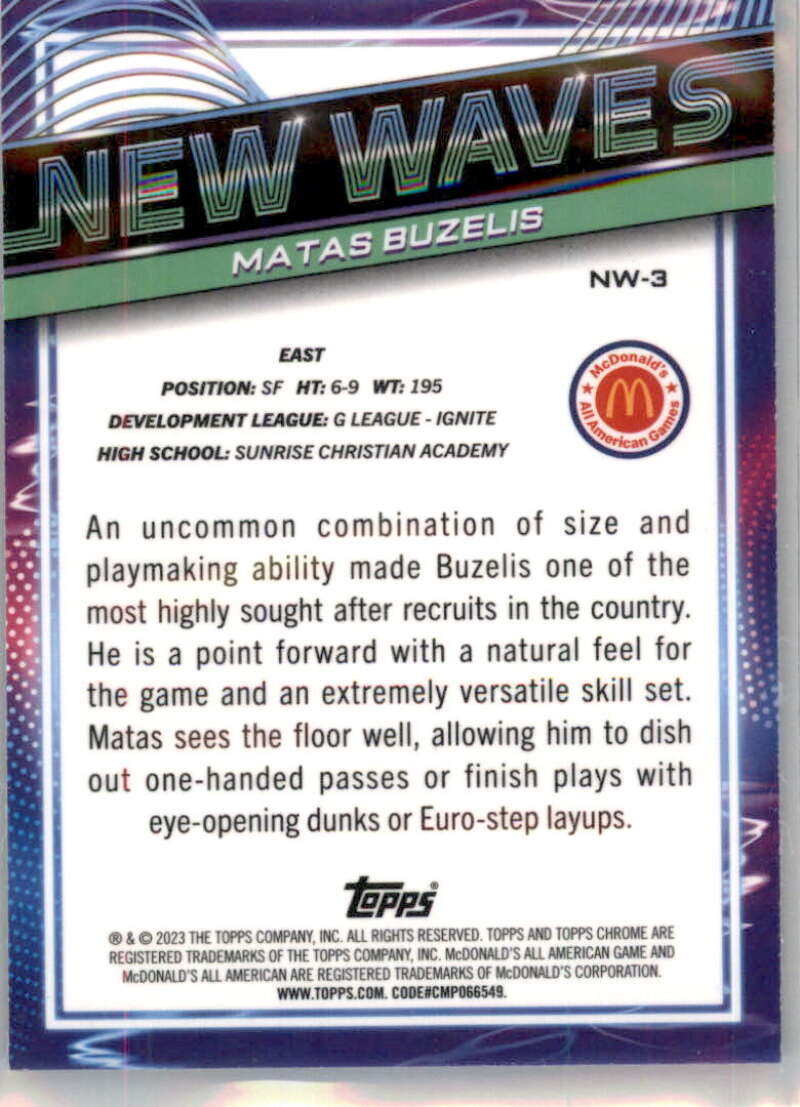 NEW WAVES
MATAS BUZELIS
NW-3
EAST
POSITION: SF HT: 6-9 WT: 195
DEVELOPMENT LEAGUE: G LEAGUE - IGNITE
HIGH SCHOOL: SUNRISE CHRISTIAN ACADEMY
McDonald's
All American Games
An uncommon combination of size and
playmaking ability made Buzelis one of the
most highly sought after recruits in the country.
He is a point forward with a natural feel for
the game and an extremely versatile skill set.
Matas sees the floor well, allowing him to dish
out one-handed passes or finish plays with
eye-opening dunks or Euro-step layups.
topps®
® & © 2023 THE TOPPS COMPANY, INC. ALL RIGHTS RESERVED. TOPPS AND TOPPS CHROME ARE
REGISTERED TRADEMARKS OF THE TOPPS COMPANY, INC. McDONALD'S ALL AMERICAN GAME AND
McDONALD'S ALL AMERICAN ARE REGISTERED TRADEMARKS OF McDONALD'S CORPORATION.
WWW.TOPPS.COM. CODE#CMP066549.